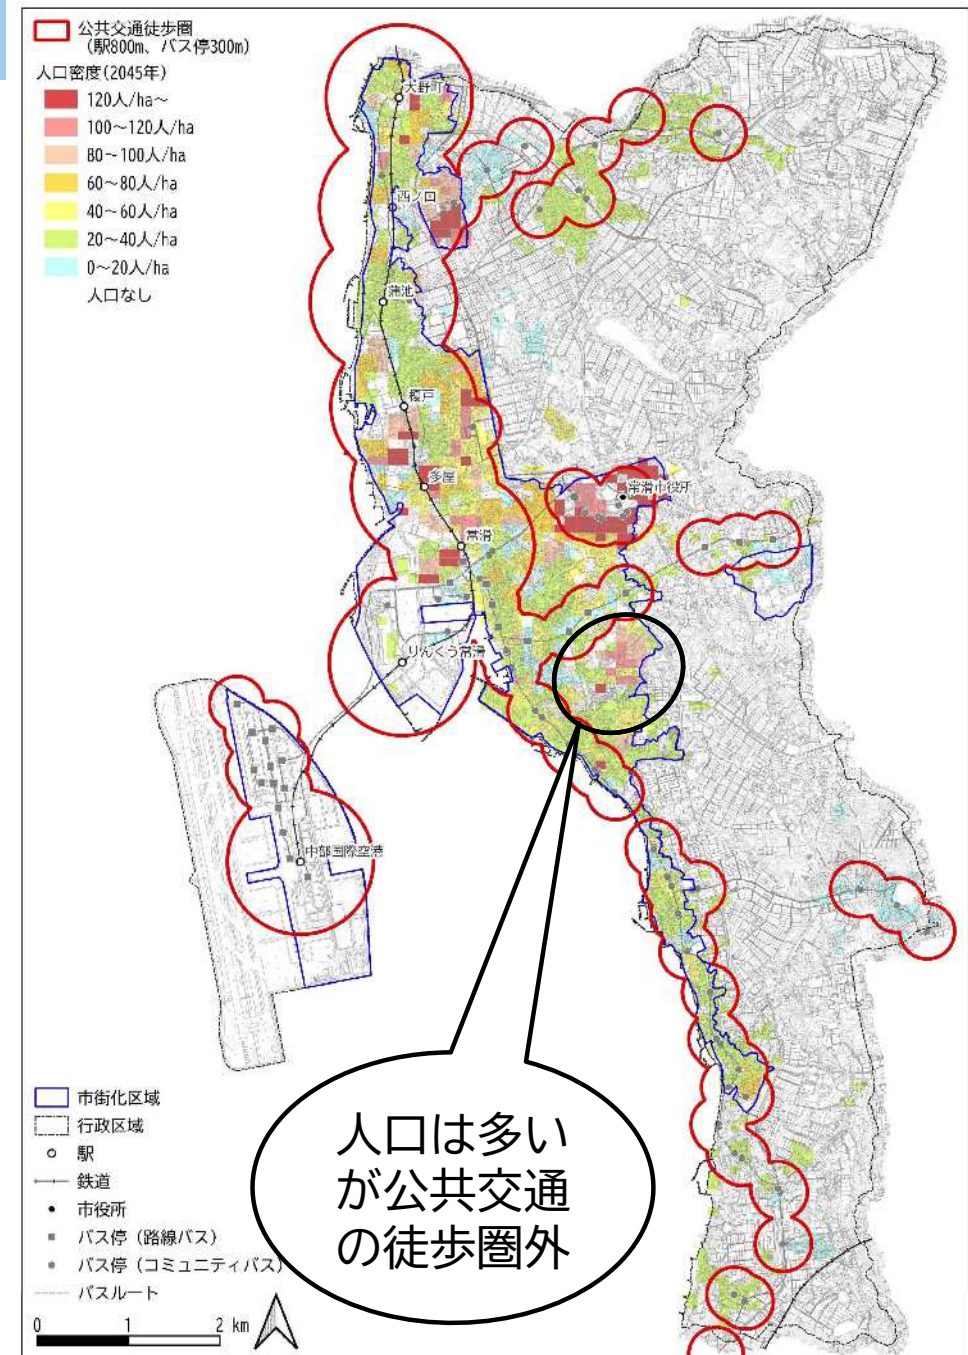 公共交通徒歩圏
(駅800m、バス停300m)
人口密度(2045年)
120人/ha～
100～120人/ha
80～100人/ha
60～80人/ha
40～60人/ha
20～40人/ha
0～20人/ha
人口なし
大野町
西ノ口
蒲池
榎戸
多屋
常滑市役所
常滑
りんくう常滑
中部国際空港
市街化区域
行政区域
駅
鉄道
市役所
バス停（路線バス）
バス停（コミュニティバス）
バスルート
0 1 2 km
人口は多い
が公共交通
の徒歩圏外